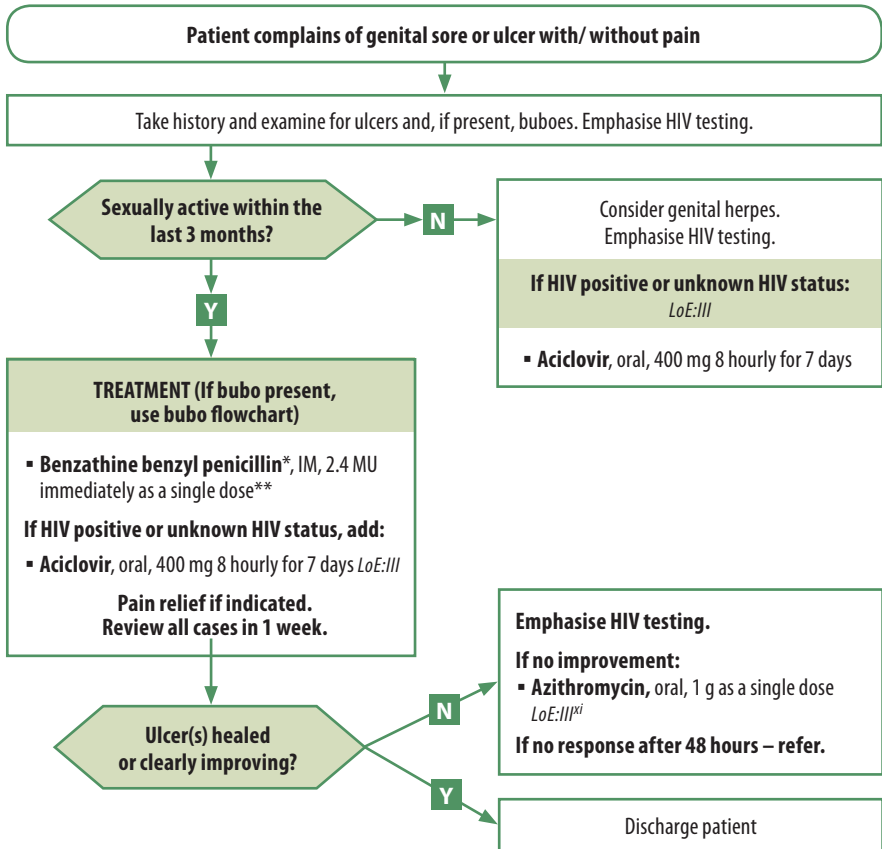 Patient complains of genital sore or ulcer with/ without pain
Take history and examine for ulcers and, if present, buboes. Emphasise HIV testing.
Sexually active within the
last 3 months?
N
Consider genital herpes.
Emphasise HIV testing.
If HIV positive or unknown HIV status:
LoE:III
▪ Aciclovir, oral, 400 mg 8 hourly for 7 days
Y
TREATMENT (If bubo present,
use bubo flowchart)
▪ Benzathine benzyl penicillin*, IM, 2.4 MU
immediately as a single dose**
If HIV positive or unknown HIV status, add:
▪ Aciclovir, oral, 400 mg 8 hourly for 7 days LoE:III
Pain relief if indicated.
Review all cases in 1 week.
Ulcer(s) healed
or clearly improving?
N
Emphasise HIV testing.
If no improvement:
▪ Azithromycin, oral, 1 g as a single dose
LoE:IIIxi
If no response after 48 hours – refer.
Y
Discharge patient